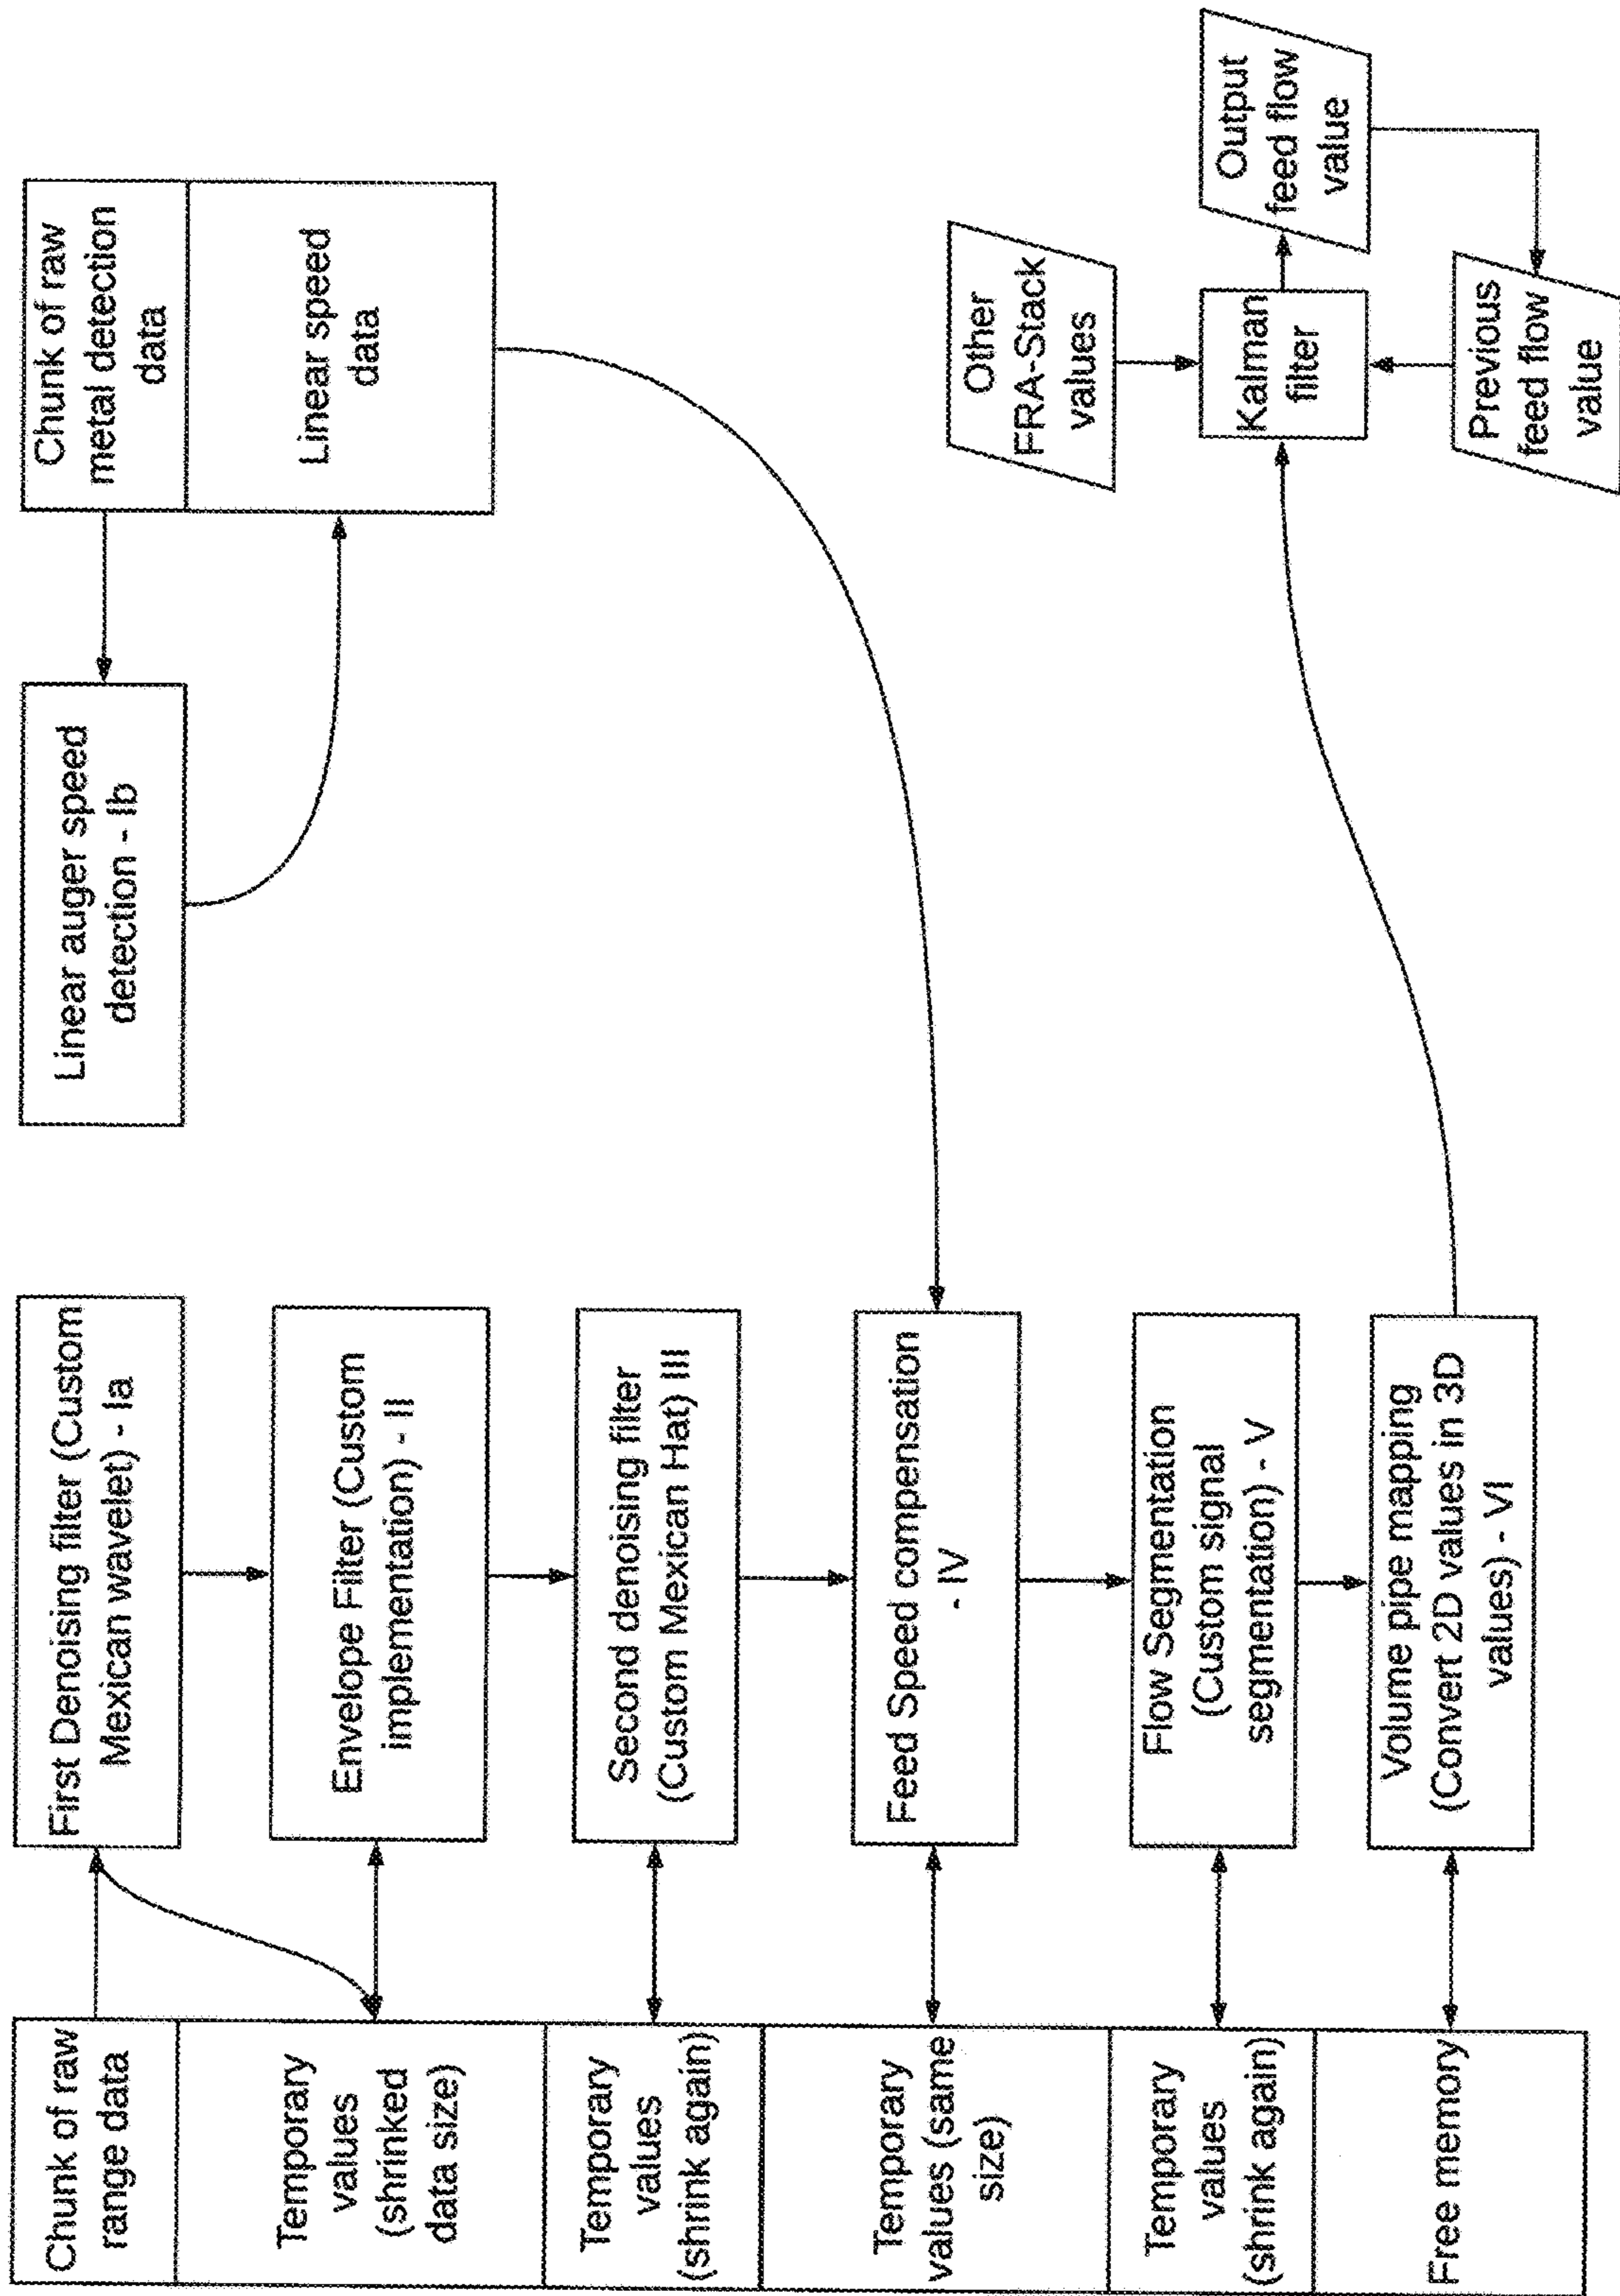 Chunk of raw
range data
First Denoising filter (Custom
Mexican wavelet) - Ia
Linear auger speed
detection - Ib
Chunk of raw
metal detection
data
Temporary
values
(shrinked
data size)
Envelope Filter (Custom
implementation) - II
Linear speed
data
Temporary
values
(shrink again)
Second denoising filter
(Custom Mexican Hat) III
Temporary
values (same
size)
Feed Speed compensation
- IV
Other
FRA-Stack
values
Temporary
values
(shrink again)
Flow Segmentation
(Custom signal
segmentation) - V
Kalman
filter
Output
feed flow
value
Free memory
Volume pipe mapping
(Convert 2D values in 3D
values) - VI
Previous
feed flow
value